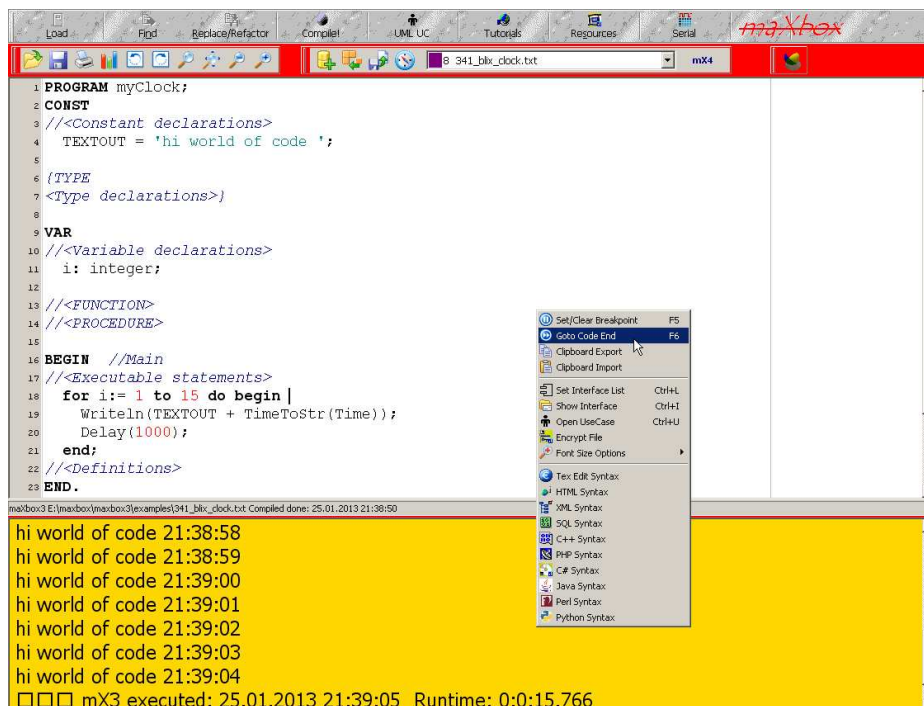 Load
Find
Replace/Refactor
Compile!
UML UC
Tutorials
Resources
Serial
maXbox
8 341_blix_clock.txt
mX4
1 PROGRAM myClock;
2 CONST
3 //<Constant declarations>
4 TEXTOUT = 'hi world of code ';
5
6 {TYPE
7 <Type declarations>}
8
9 VAR
10 //<Variable declarations>
11 i: integer;
12
13 //<FUNCTION>
14 //<PROCEDURE>
15
16 BEGIN //Main
17 //<Executable statements>
18 for i:= 1 to 15 do begin
19 Writeln(TEXTOUT + TimeToStr(Time));
20 Delay(1000);
21 end;
22 //<Definitions>
23 END.
Set/Clear Breakpoint F5
Goto Code End F6
Clipboard Export
Clipboard Import
Set Interface List Ctrl+L
Show Interface Ctrl+I
Open UseCase Ctrl+U
Encrypt File
Font Size Options
Tex Edit Syntax
HTML Syntax
XML Syntax
SQL Syntax
C++ Syntax
PHP Syntax
C# Syntax
Java Syntax
Perl Syntax
Python Syntax
maXbox3 E:\maxbox\maxbox3\examples\341_blix_clock.txt Compiled done: 25.01.2013 21:38:50
hi world of code 21:38:58
hi world of code 21:38:59
hi world of code 21:39:00
hi world of code 21:39:01
hi world of code 21:39:02
hi world of code 21:39:03
hi world of code 21:39:04
□□□ mX3 executed: 25.01.2013 21:39:05 Runtime: 0:0:15.766